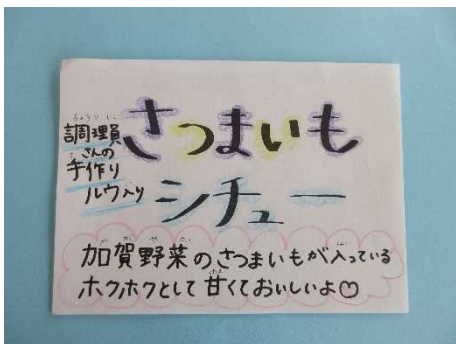 調理員
さんの
手作り
ルウ入り
さつまいも
シチュー
加賀野菜のさつまいもが入っている
ホクホクとして甘くておいしいよ♡